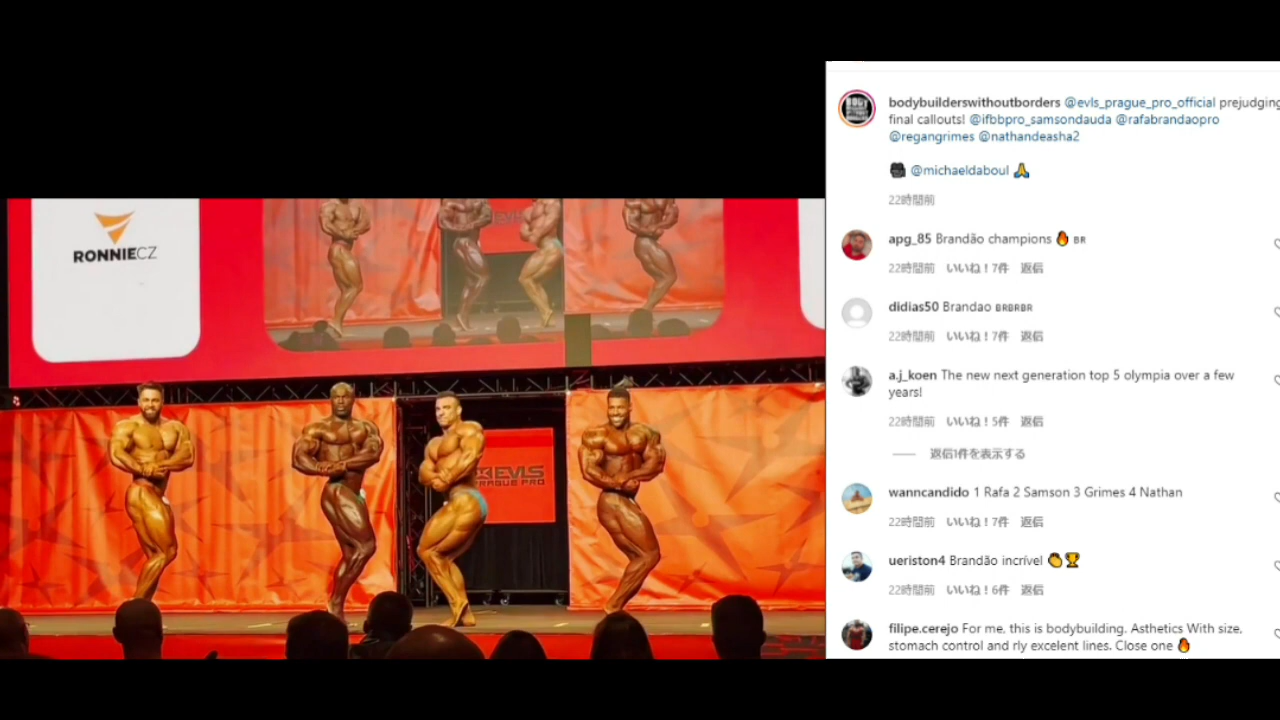 RONNIECZ
EVLS
PRAGUE PRO
bodybuilderswithoutborders @evls_prague_pro_official prejudging
final callouts! @ifbbpro_samsondauda @rafabrandaopro
@regangrimes @nathandeasha2
@michaeldaboul 🙏
22時間前
apg_85 Brandão champions 🔥 BR
22時間前 いいね！7件 返信
didias50 Brandao BRBRBR
22時間前 いいね！7件 返信
a.j_koen The new next generation top 5 olympia over a few
years!
22時間前 いいね！5件 返信
返信1件を表示する
wanncandido 1 Rafa 2 Samson 3 Grimes 4 Nathan
22時間前 いいね！7件 返信
ueriston4 Brandão incrível 👏🏆
22時間前 いいね！6件 返信
filipe.cerejo For me, this is bodybuilding. Asthetics With size,
stomach control and rly excelent lines. Close one 🔥